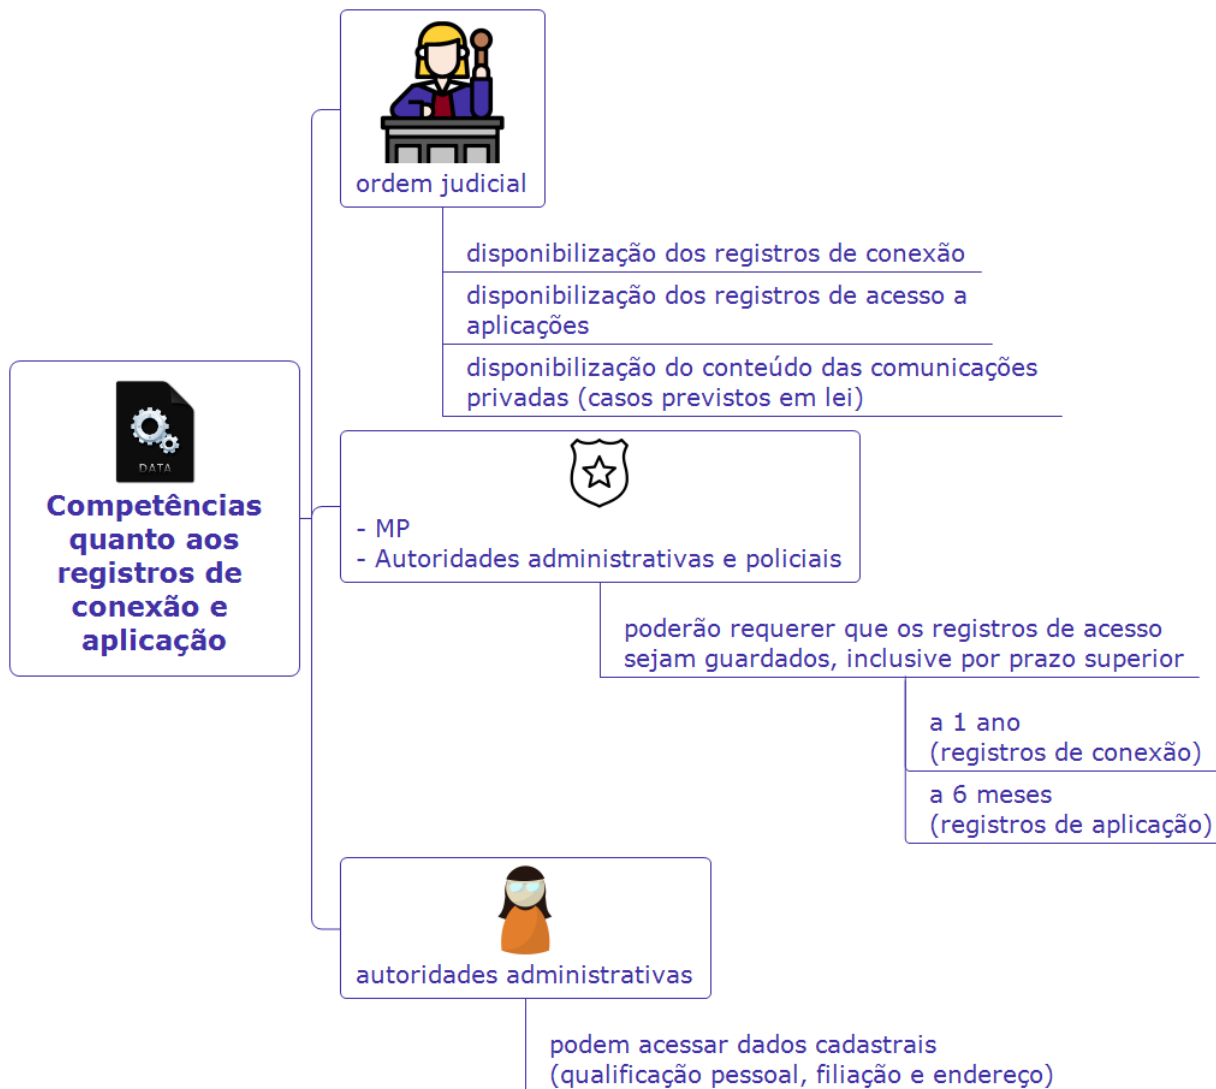 ordem judicial
disponibilização dos registros de conexão
disponibilização dos registros de acesso a
aplicações
disponibilização do conteúdo das comunicações
privadas (casos previstos em lei)
DATA
Competências
quanto aos
registros de
conexão e
aplicação
- MP
- Autoridades administrativas e policiais
poderão requerer que os registros de acesso
sejam guardados, inclusive por prazo superior
a 1 ano
(registros de conexão)
a 6 meses
(registros de aplicação)
autoridades administrativas
podem acessar dados cadastrais
(qualificação pessoal, filiação e endereço)